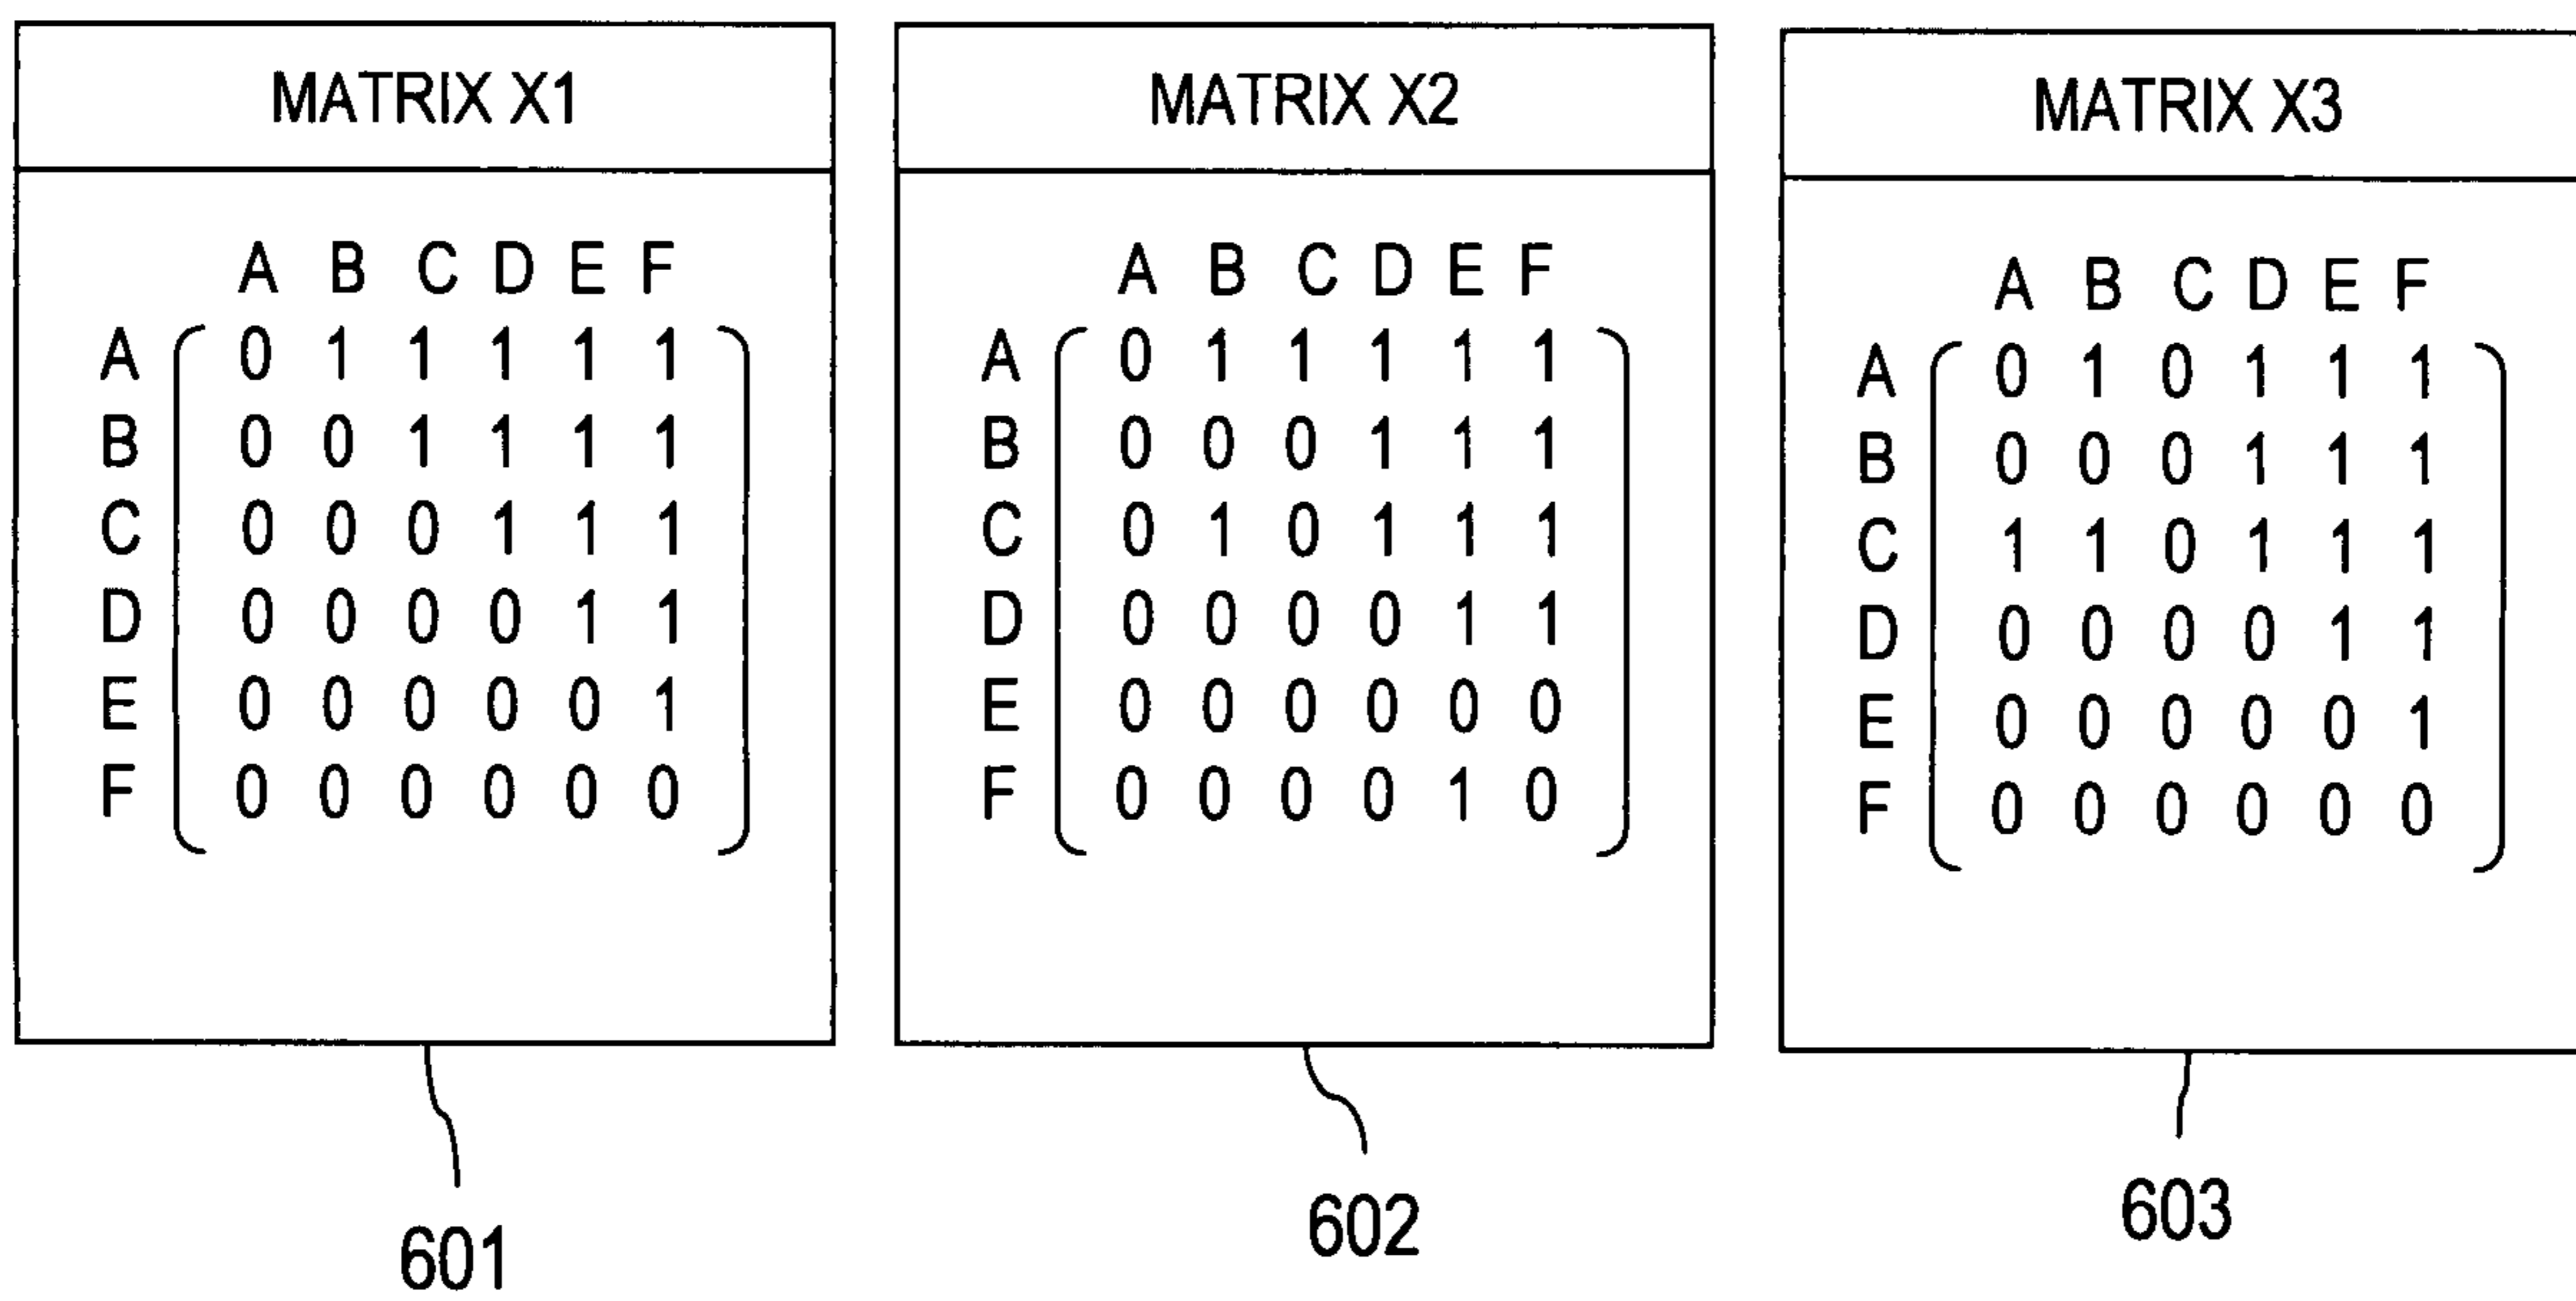 MATRIX X1
A B C D E F
A 0 1 1 1 1 1
B 0 0 1 1 1 1
C 0 0 0 1 1 1
D 0 0 0 0 1 1
E 0 0 0 0 0 1
F 0 0 0 0 0 0
601
MATRIX X2
A B C D E F
A 0 1 1 1 1 1
B 0 0 0 1 1 1
C 0 1 0 1 1 1
D 0 0 0 0 1 1
E 0 0 0 0 0 0
F 0 0 0 0 1 0
602
MATRIX X3
A B C D E F
A 0 1 0 1 1 1
B 0 0 0 1 1 1
C 1 1 0 1 1 1
D 0 0 0 0 1 1
E 0 0 0 0 0 1
F 0 0 0 0 0 0
603